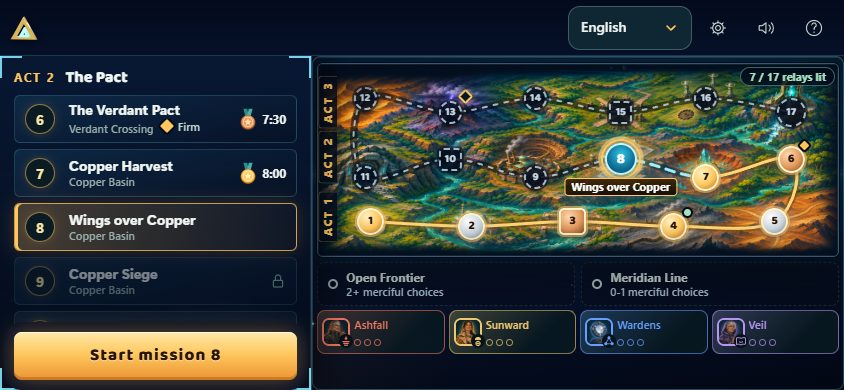 English
ACT 2 The Pact
6 The Verdant Pact
Verdant Crossing Firm
7:30
7 Copper Harvest
Copper Basin
8:00
8 Wings over Copper
Copper Basin
9 Copper Siege
Copper Basin
Start mission 8
7 / 17 relays lit
ACT 3
12 13 14 15 16 17
ACT 2
11 10 9 8 7 6
Wings over Copper
ACT 1
1 2 3 4 5
Open Frontier
2+ merciful choices
Meridian Line
0-1 merciful choices
Ashfall
Sunward
Wardens
Veil